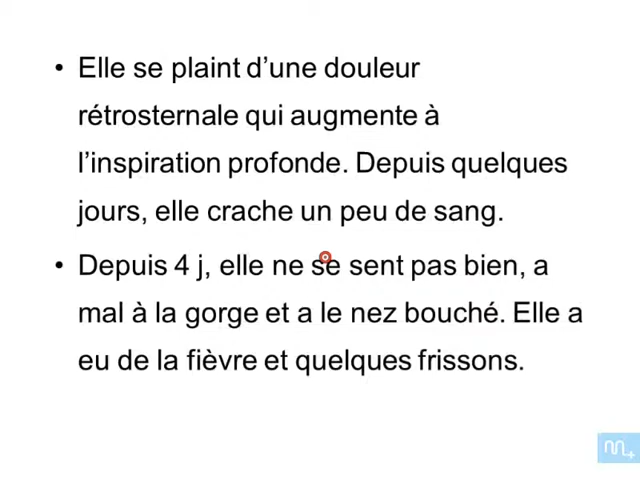 • Elle se plaint d’une douleur
rétrosternale qui augmente à
l’inspiration profonde. Depuis quelques
jours, elle crache un peu de sang.
• Depuis 4 j, elle ne se sent pas bien, a
mal à la gorge et a le nez bouché. Elle a
eu de la fièvre et quelques frissons.